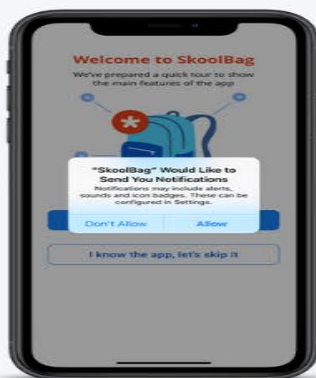 Welcome to SkoolBag
We've prepared a quick tour to show
the main features of the app
"SkoolBag" Would Like to
Send You Notifications
Notifications may include alerts,
sounds and icon badges. These can be
configured in Settings.
Don't Allow
Allow
I know the app, let's skip it